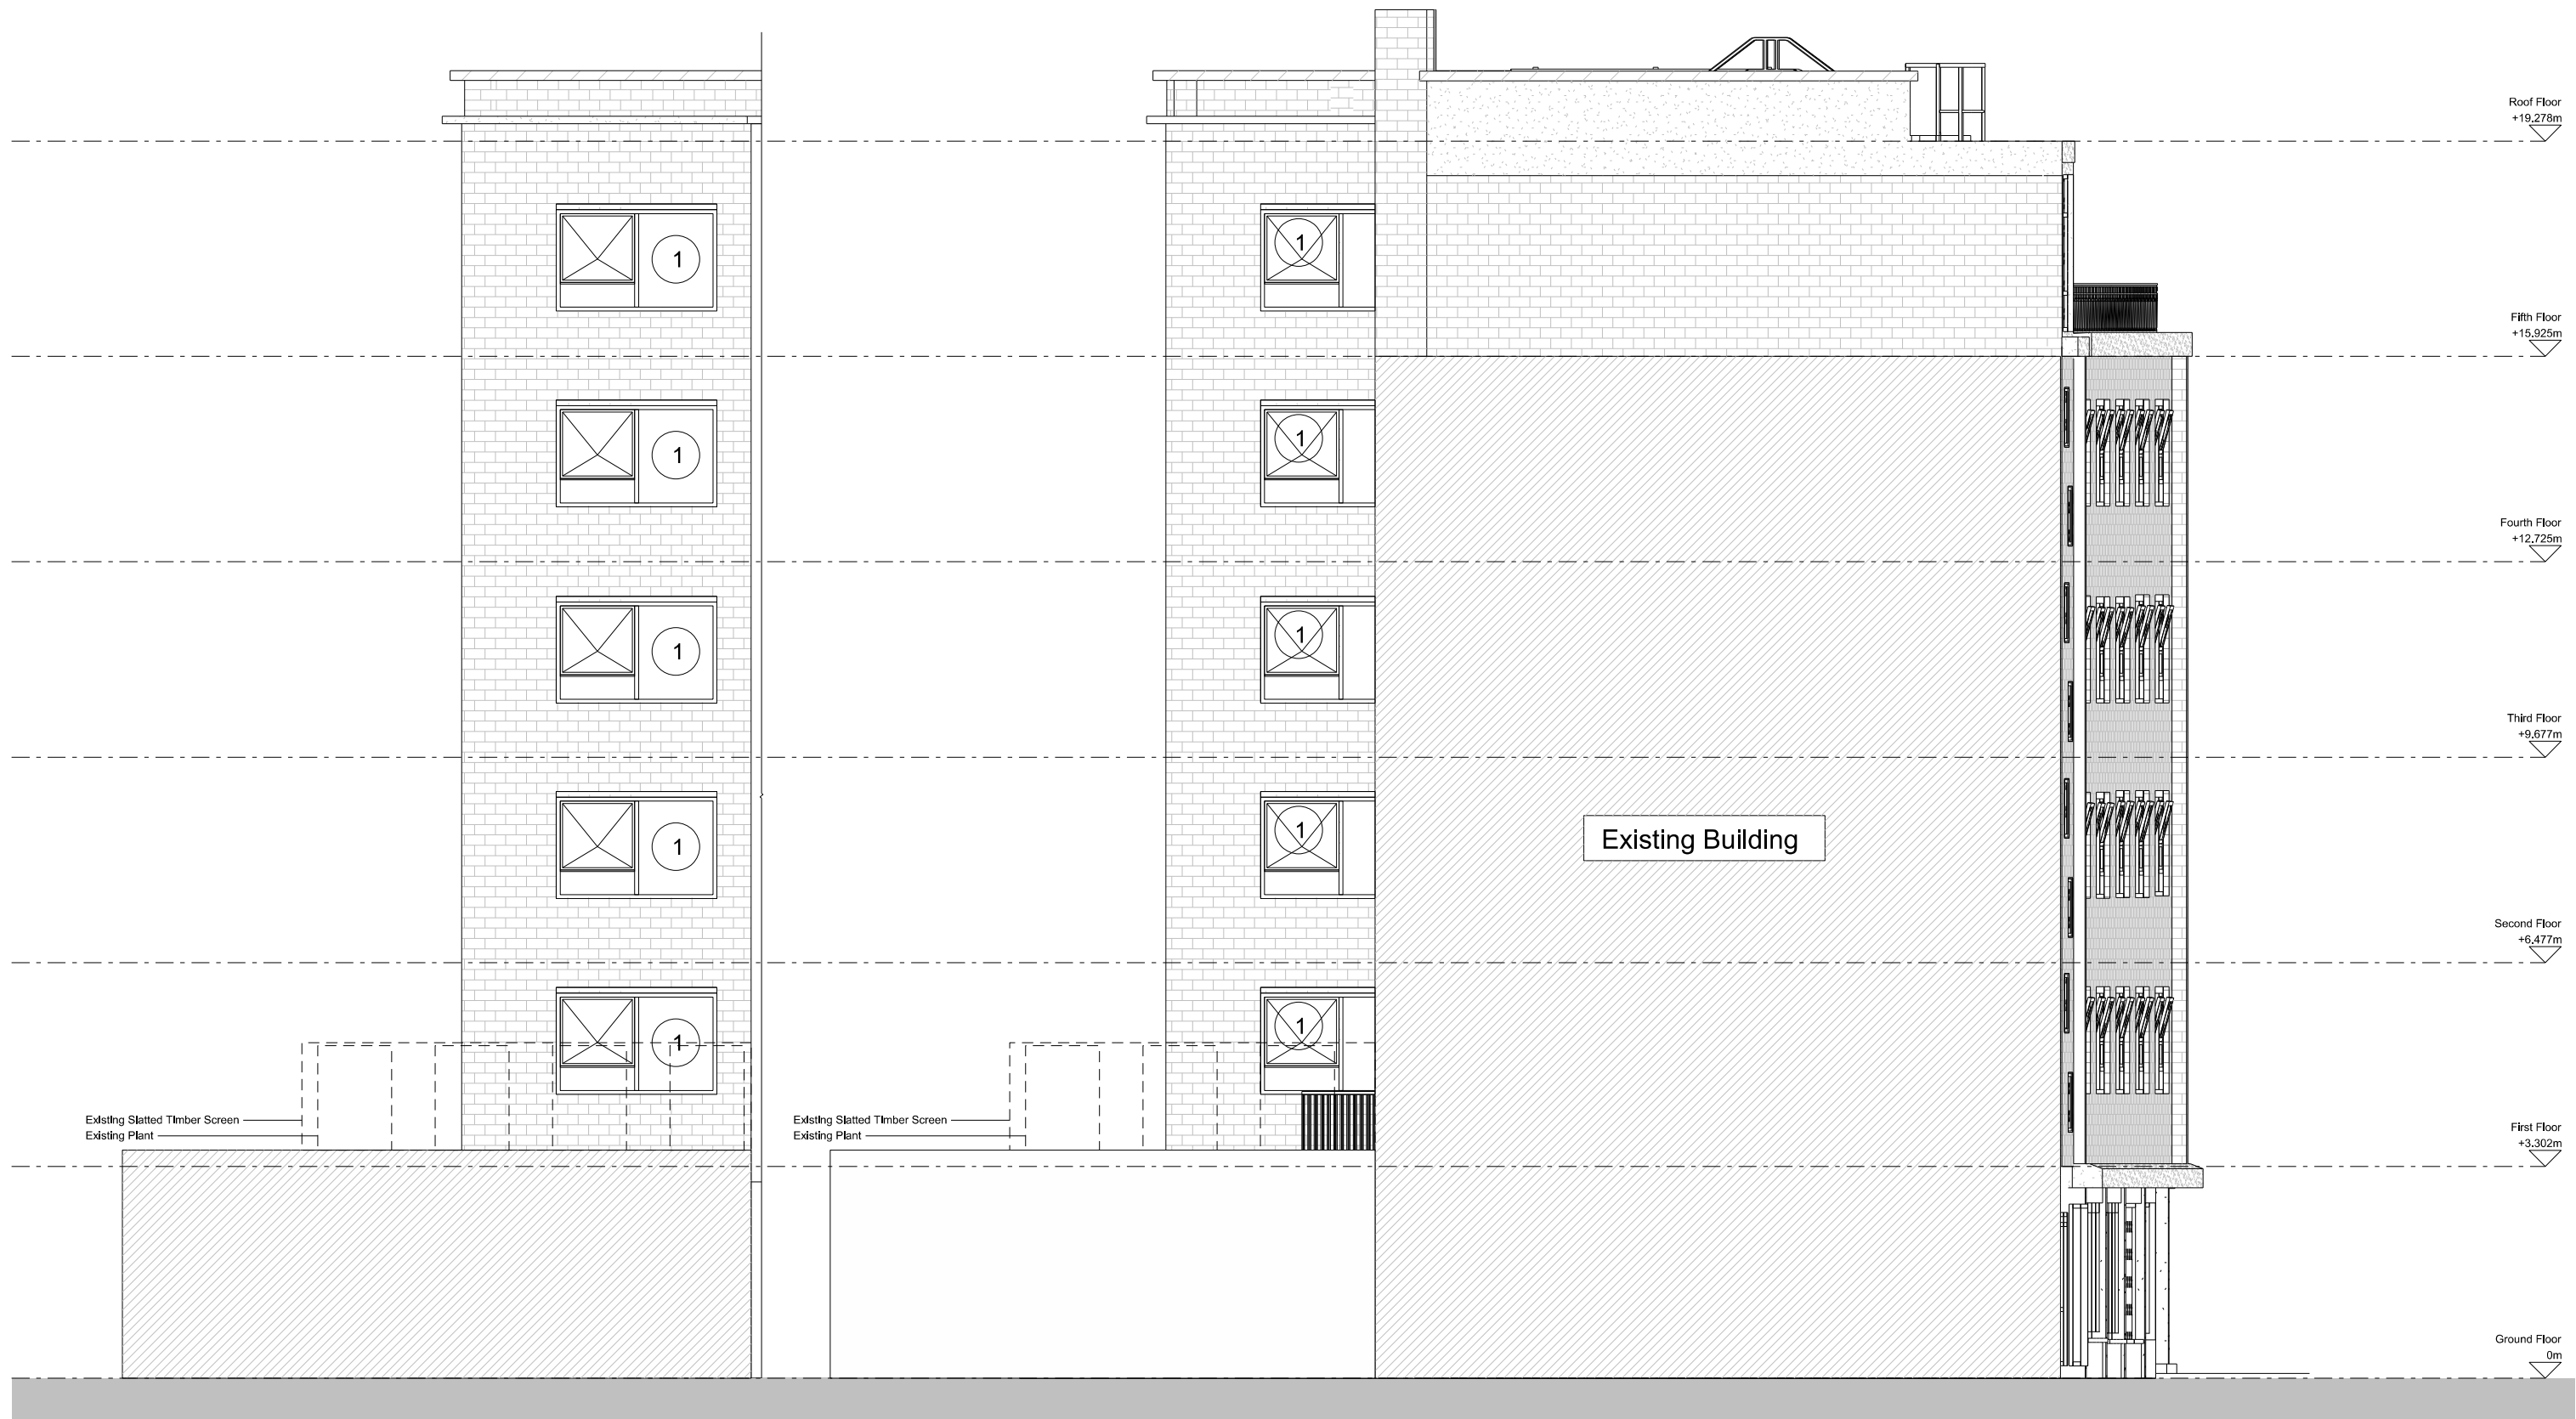 Roof Floor
+19.278m
1
1
Fifth Floor
+15.925m
1
1
Fourth Floor
+12.725m
1
1
Third Floor
+9.677m
1
1
Existing Building
Second Floor
+6.477m
1
1
Existing Slatted Timber Screen
Existing Plant
Existing Slatted Timber Screen
Existing Plant
First Floor
+3.302m
Ground Floor
0m